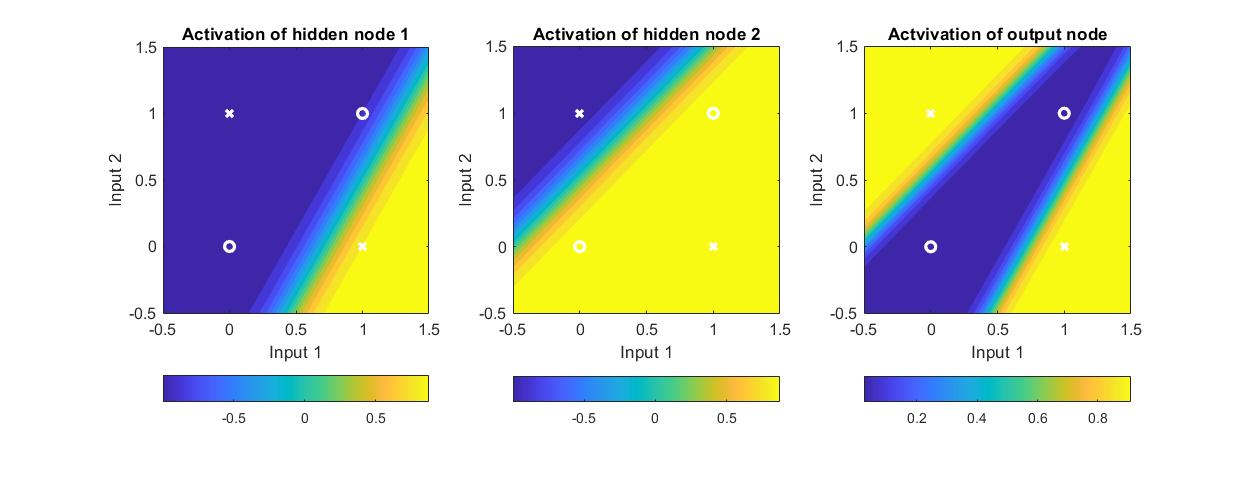 Activation of hidden node 1
Activation of hidden node 2
Actvivation of output node
1.5
1
0.5
0
-0.5
Input 2
-0.5 0 0.5 1 1.5
Input 1
1.5
1
0.5
0
-0.5
Input 2
-0.5 0 0.5 1 1.5
Input 1
1.5
1
0.5
0
-0.5
Input 2
-0.5 0 0.5 1 1.5
Input 1
-0.5 0 0.5
-0.5 0 0.5
0.2 0.4 0.6 0.8